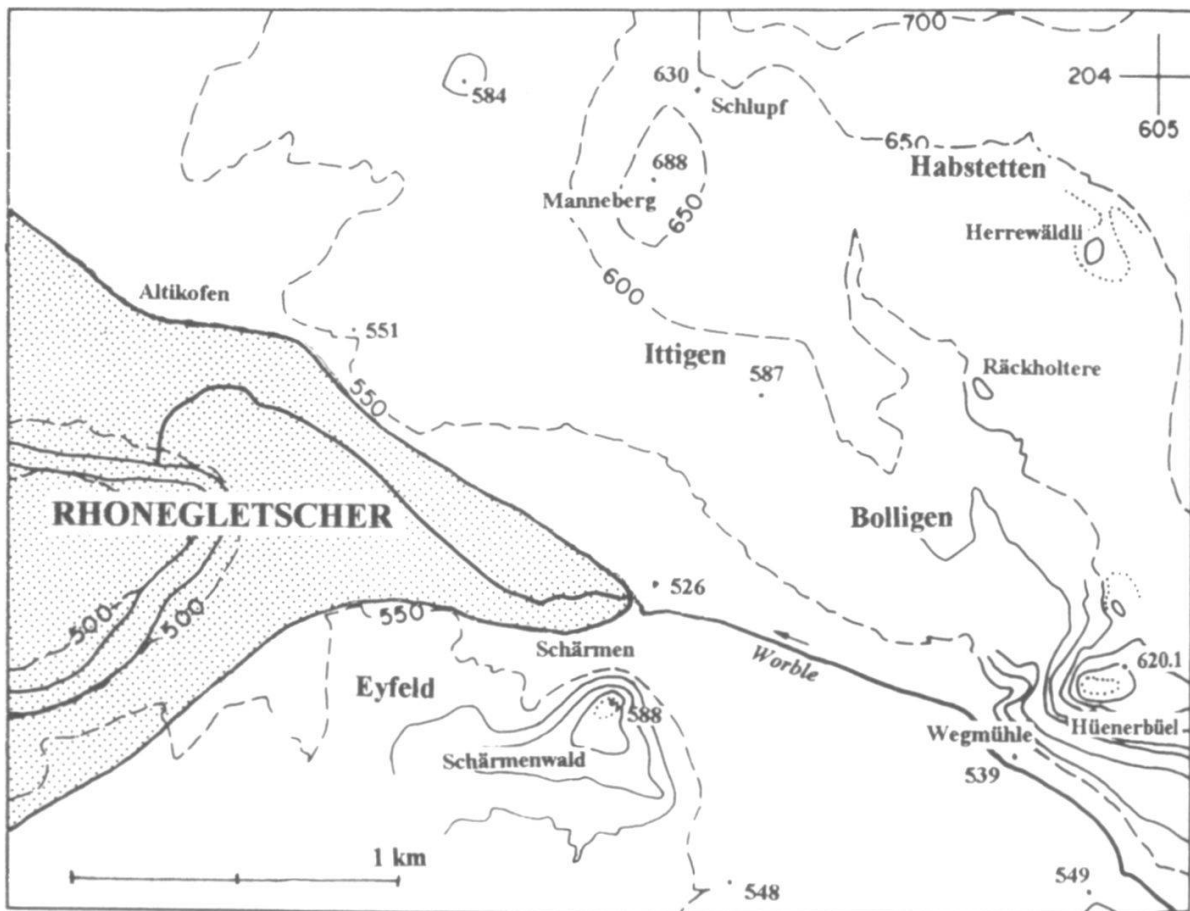 700
630
204
584
Schlupf
605
650
688
Habstetten
Manneberg
650
Herrewäldli
600
Altikofen
551
Ittigen
587
Räckholtere
550
RHONEGLETSCHER
Bolligen
526
500
500
550
Schärmen
Worble
620.1
Eyfeld
588
Wegmühle
Hüenerbüel
Schärmenwald
539
1 km
548
549